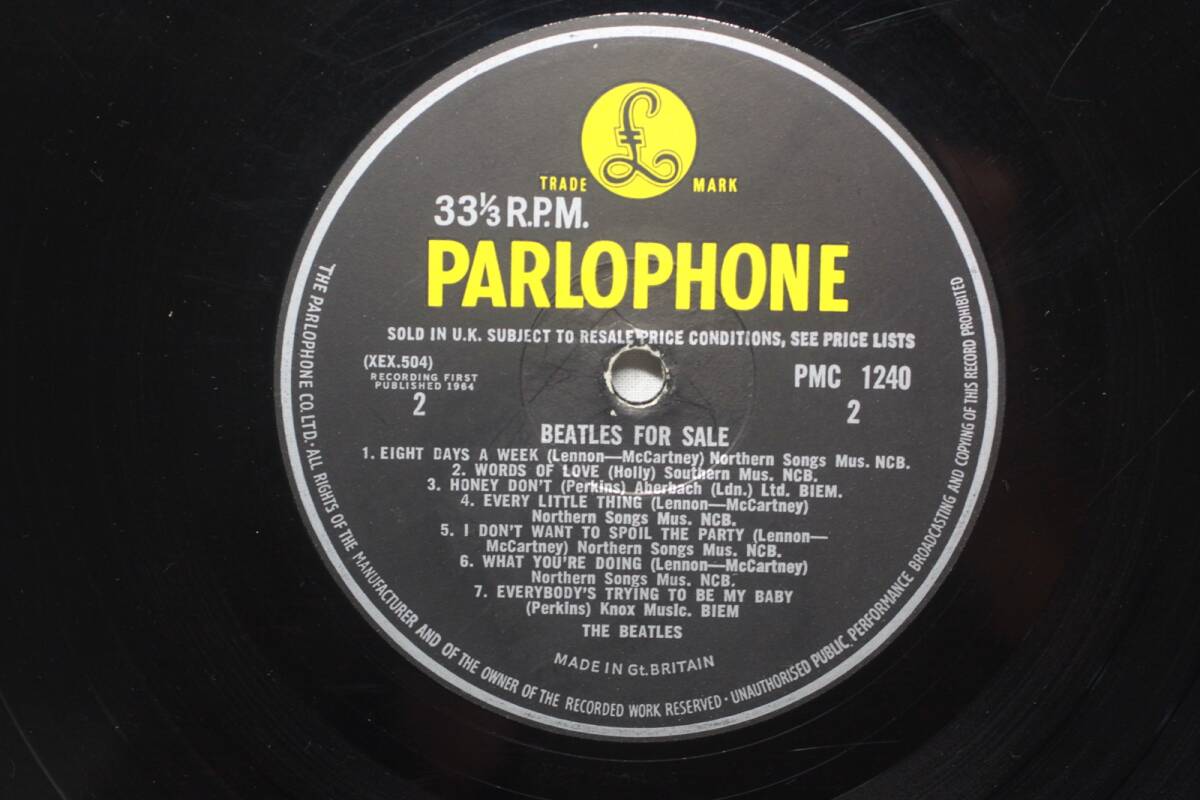 £
TRADE MARK
33⅓ R.P.M.
PARLOPHONE
SOLD IN U.K. SUBJECT TO RESALE PRICE CONDITIONS, SEE PRICE LISTS
(XEX.504)
RECORDING FIRST
PUBLISHED 1964
2
PMC 1240
2
BEATLES FOR SALE
1. EIGHT DAYS A WEEK (Lennon—McCartney) Northern Songs Mus. NCB.
2. WORDS OF LOVE (Holly) Southern Mus. NCB.
3. HONEY DON'T (Perkins) Aberbach (Ldn.) Ltd. BIEM.
4. EVERY LITTLE THING (Lennon—McCartney)
Northern Songs Mus. NCB.
5. I DON'T WANT TO SPOIL THE PARTY (Lennon—
McCartney) Northern Songs Mus. NCB.
6. WHAT YOU'RE DOING (Lennon—McCartney)
Northern Songs Mus. NCB.
7. EVERYBODY'S TRYING TO BE MY BABY
(Perkins) Knox Music. BIEM
THE BEATLES
MADE IN Gt. BRITAIN
THE PARLOPHONE CO. LTD. · ALL RIGHTS OF THE MANUFACTURER AND OF THE OWNER OF THE RECORDED WORK RESERVED · UNAUTHORISED PUBLIC PERFORMANCE BROADCASTING AND COPYING OF THIS RECORD PROHIBITED